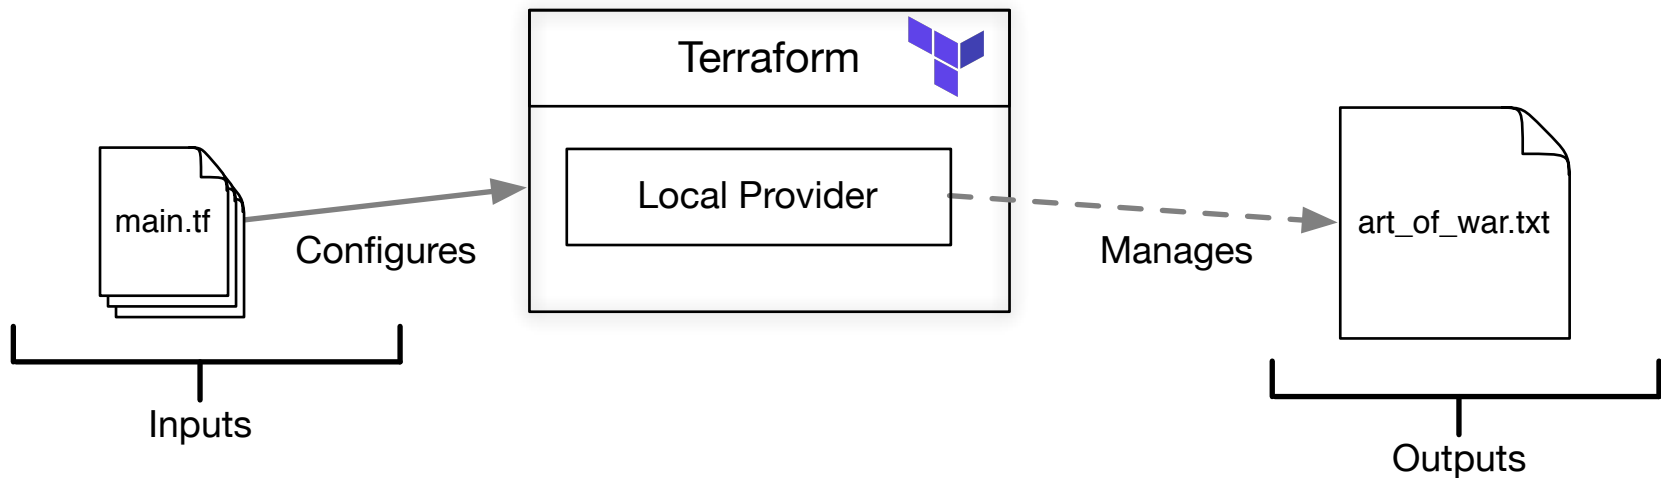 Terraform
Local Provider
main.tf
Configures
Manages
art_of_war.txt
Inputs
Outputs